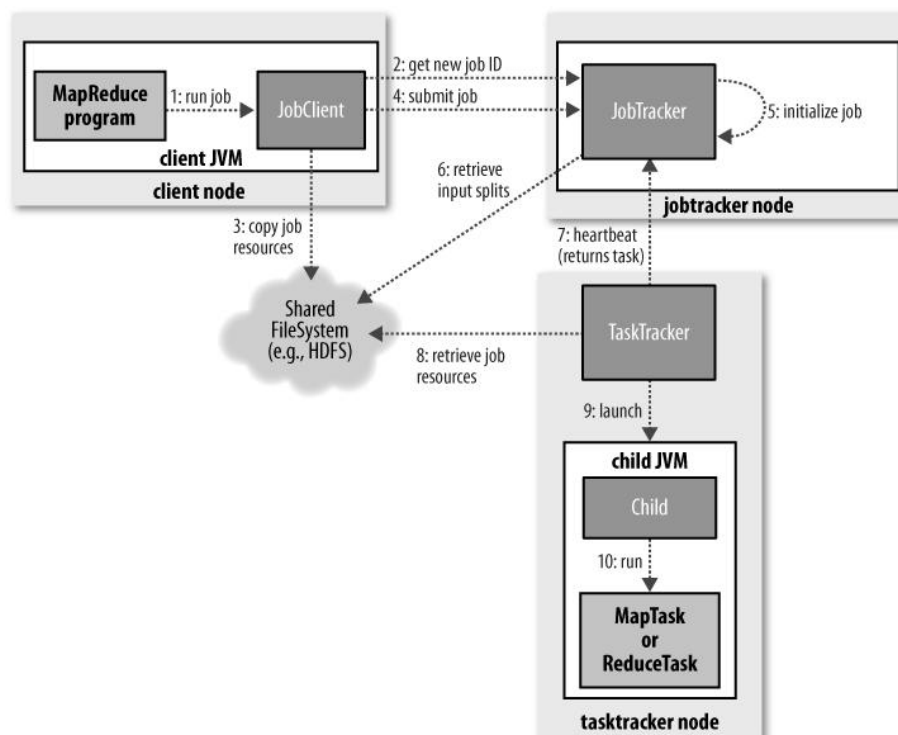 MapReduce
program
1: run job
JobClient
client JVM
client node
2: get new job ID
4: submit job
JobTracker
5: initialize job
jobtracker node
3: copy job
resources
6: retrieve
input splits
7: heartbeat
(returns task)
Shared
FileSystem
(e.g., HDFS)
8: retrieve job
resources
TaskTracker
9: launch
child JVM
Child
10: run
MapTask
or
ReduceTask
tasktracker node